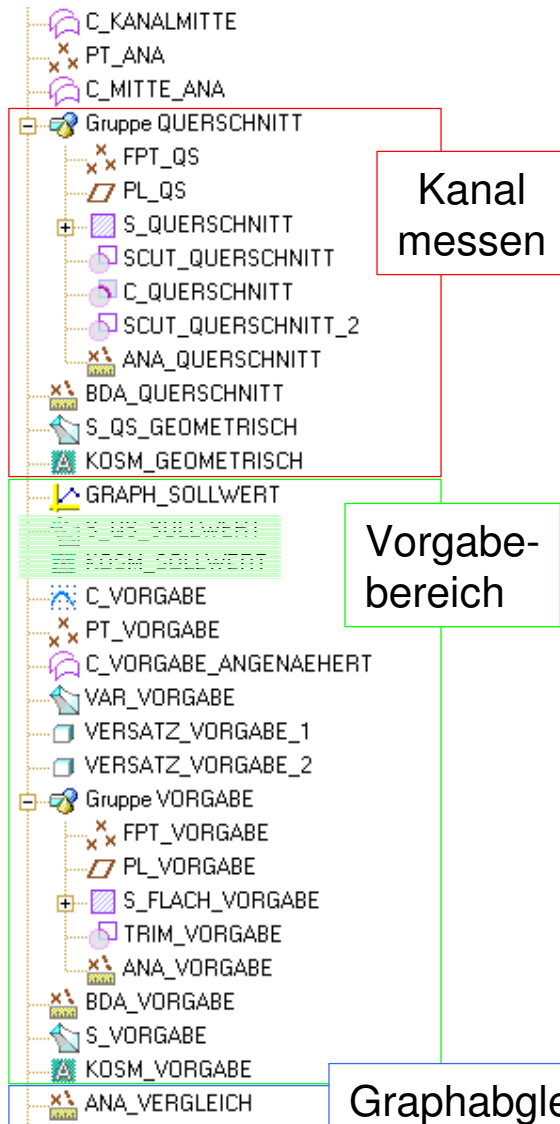 C_KANALMITTE
PT_ANA
C_MITTE_ANA
Gruppe QUERSCHNITT
FPT_QS
PL_QS
S_QUERSCHNITT
SCUT_QUERSCHNITT
C_QUERSCHNITT
SCUT_QUERSCHNITT_2
ANA_QUERSCHNITT
BDA_QUERSCHNITT
S_QS_GEOMETRISCH
KOSM_GEOMETRISCH
Kanal
messen
GRAPH_SOLLWERT
S_QS_SOLLWERT
KOSM_SOLLWERT
C_VORGABE
PT_VORGABE
C_VORGABE_ANGENAEHERT
VAR_VORGABE
VERSATZ_VORGABE_1
VERSATZ_VORGABE_2
Gruppe VORGABE
FPT_VORGABE
PL_VORGABE
S_FLACH_VORGABE
TRIM_VORGABE
ANA_VORGABE
BDA_VORGABE
S_VORGABE
KOSM_VORGABE
Vorgabe-
bereich
ANA_VERGLEICH
Graphabgle